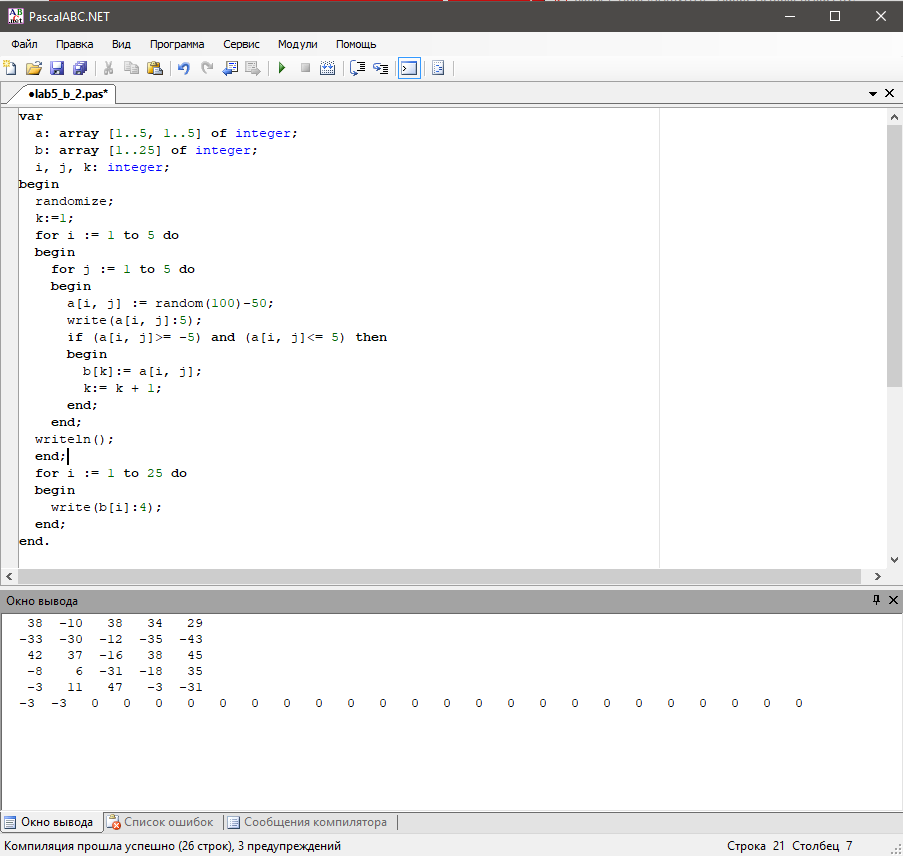 PascalABC.NET
Файл Правка Вид Программа Сервис Модули Помощь
●lab5_b_2.pas*
var
a: array [1..5, 1..5] of integer;
b: array [1..25] of integer;
i, j, k: integer;
begin
randomize;
k:=1;
for i := 1 to 5 do
begin
for j := 1 to 5 do
begin
a[i, j] := random(100)-50;
write(a[i, j]:5);
if (a[i, j]>= -5) and (a[i, j]<= 5) then
begin
b[k]:= a[i, j];
k:= k + 1;
end;
end;
writeln();
end;
for i := 1 to 25 do
begin
write(b[i]:4);
end;
end.
Окно вывода
38 -10 38 34 29
-33 -30 -12 -35 -43
42 37 -16 38 45
-8 6 -31 -18 35
-3 11 47 -3 -31
-3 -3 0 0 0 0 0 0 0 0 0 0 0 0 0 0 0 0 0 0 0 0 0 0 0
Окно вывода Список ошибок Сообщения компилятора
Компиляция прошла успешно (26 строк), 3 предупреждений Строка 21 Столбец 7